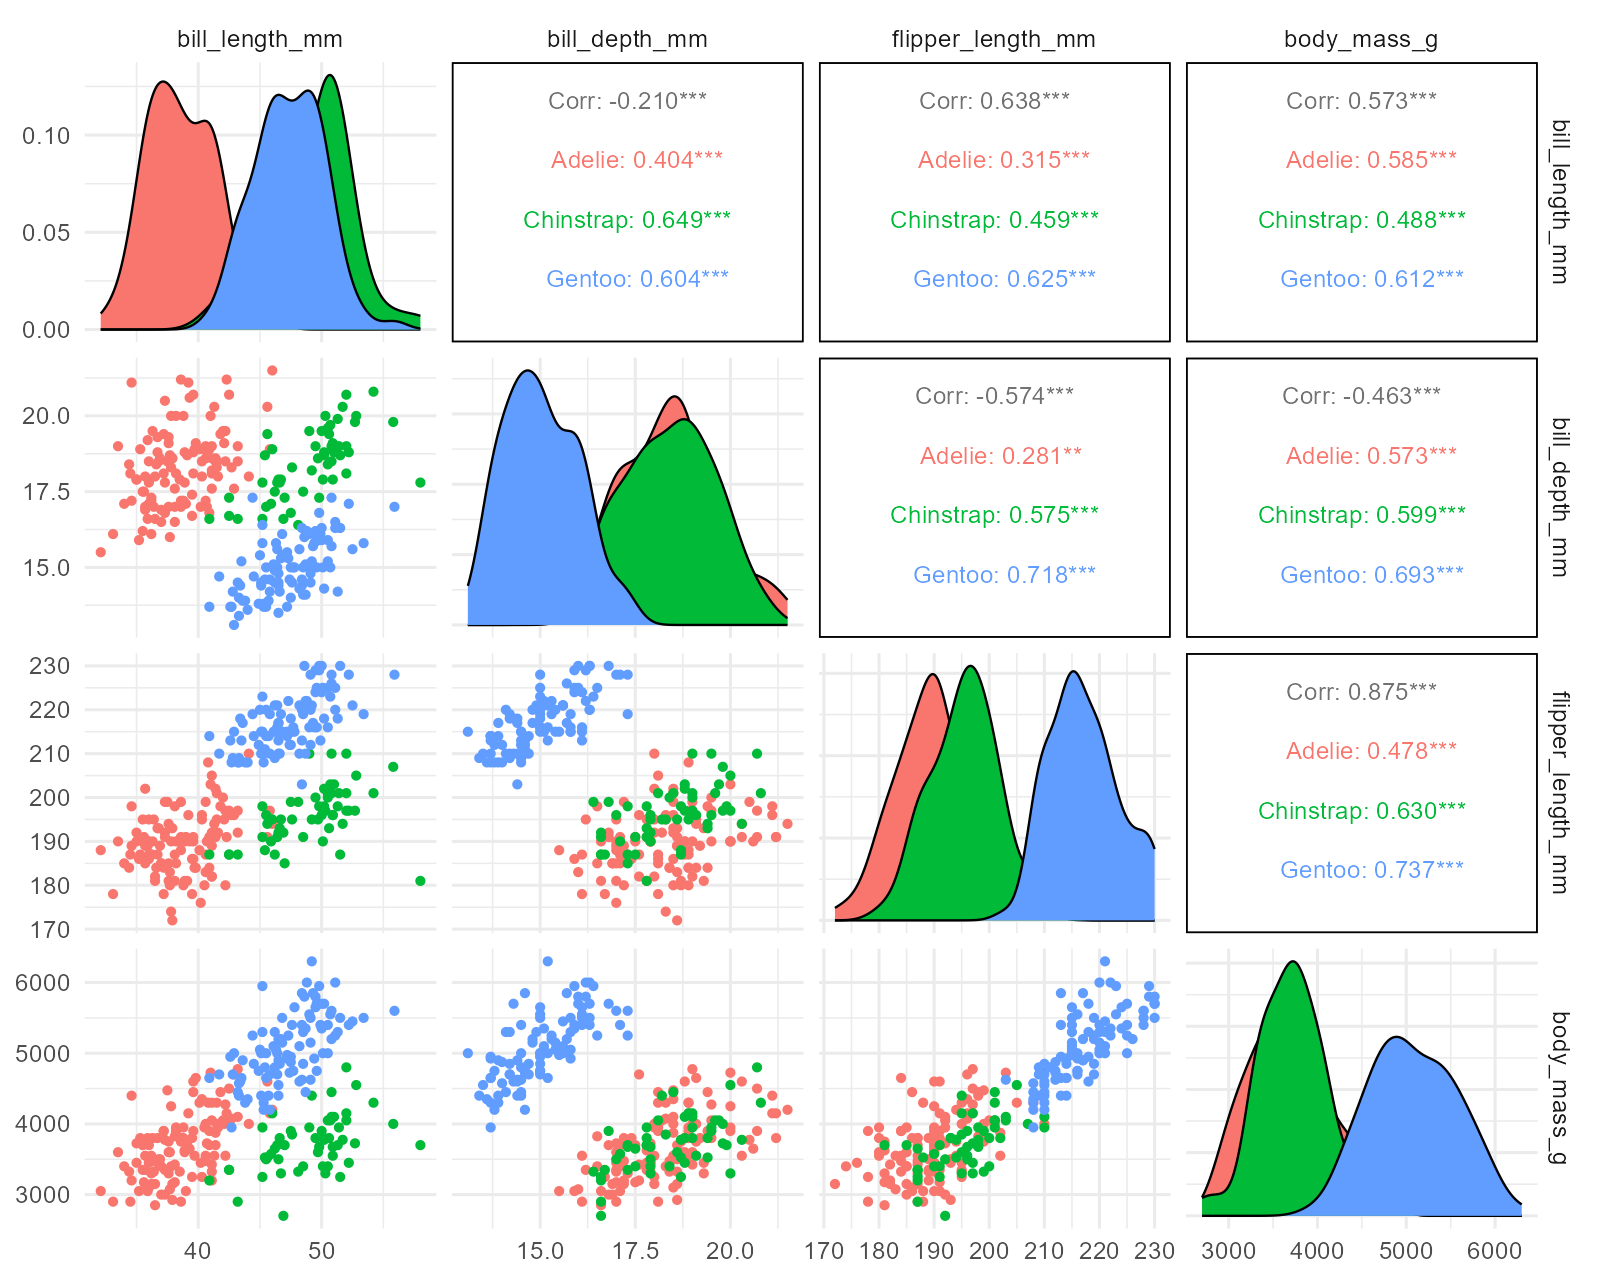 bill_length_mm bill_depth_mm flipper_length_mm body_mass_g
Corr: -0.210***
Adelie: 0.404***
Chinstrap: 0.649***
Gentoo: 0.604***
Corr: 0.638***
Adelie: 0.315***
Chinstrap: 0.459***
Gentoo: 0.625***
Corr: 0.573***
Adelie: 0.585***
Chinstrap: 0.488***
Gentoo: 0.612***
bill_length_mm
0.10
0.05
0.00
Corr: -0.574***
Adelie: 0.281**
Chinstrap: 0.575***
Gentoo: 0.718***
Corr: -0.463***
Adelie: 0.573***
Chinstrap: 0.599***
Gentoo: 0.693***
bill_depth_mm
20.0
17.5
15.0
Corr: 0.875***
Adelie: 0.478***
Chinstrap: 0.630***
Gentoo: 0.737***
flipper_length_mm
230
220
210
200
190
180
170
body_mass_g
6000
5000
4000
3000
40 50 15.0 17.5 20.0 170 180 190 200 210 220 230 3000 4000 5000 6000